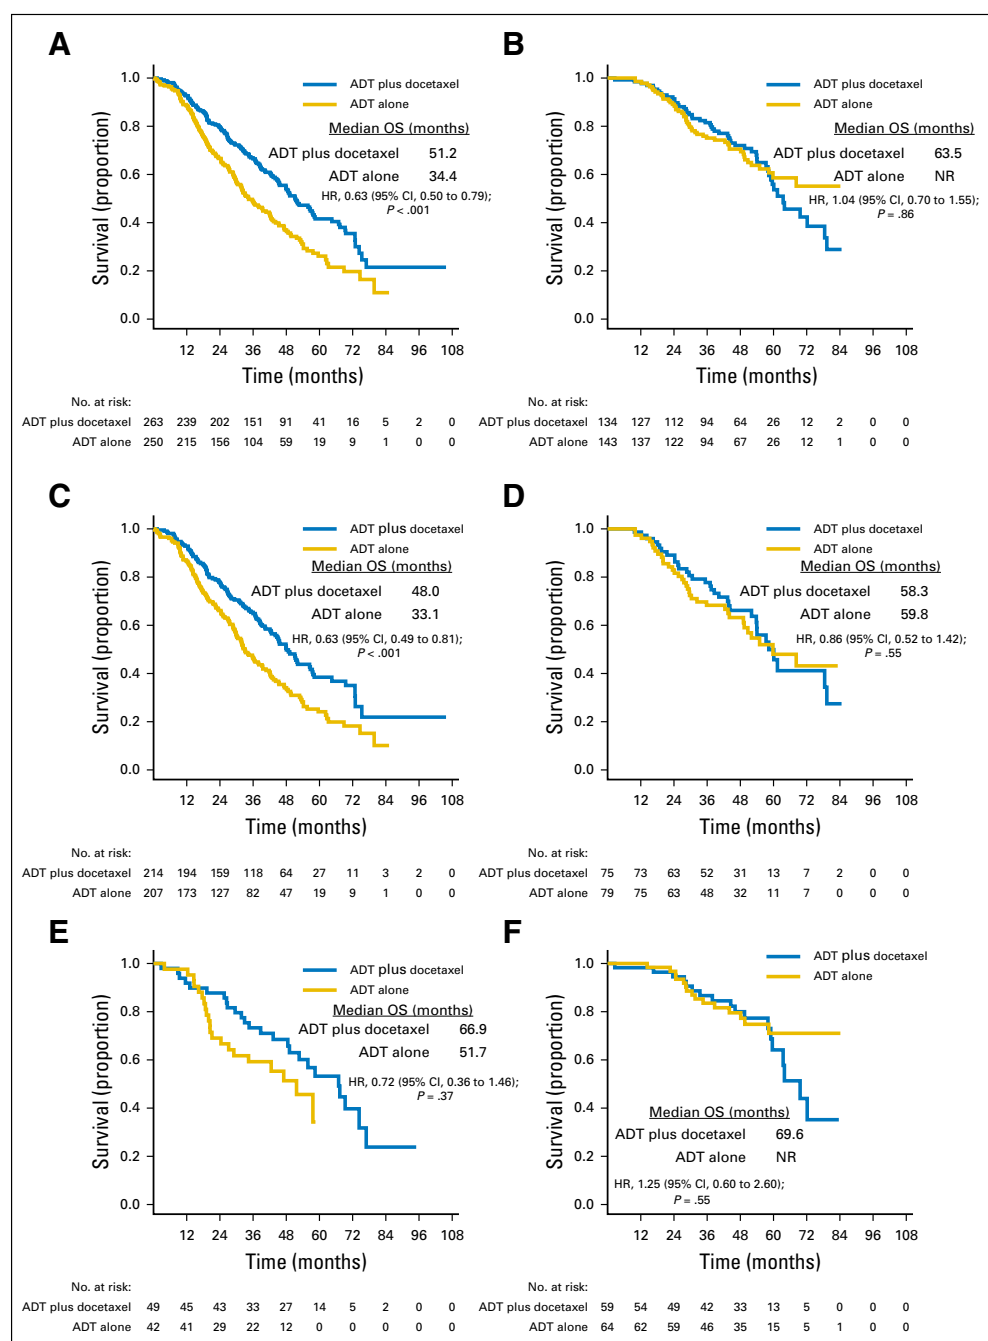 A
1.0
0.8
0.6
0.4
0.2
0.0
Survival (proportion)
ADT plus docetaxel
ADT alone
Median OS (months)
ADT plus docetaxel 51.2
ADT alone 34.4
HR, 0.63 (95% CI, 0.50 to 0.79);
P < .001
12 24 36 48 60 72 84 96 108
Time (months)
No. at risk:
ADT plus docetaxel 263 239 202 151 91 41 16 5 2 0
ADT alone 250 215 156 104 59 19 9 1 0 0
B
1.0
0.8
0.6
0.4
0.2
0.0
Survival (proportion)
ADT plus docetaxel
ADT alone
Median OS (months)
ADT plus docetaxel 63.5
ADT alone NR
HR, 1.04 (95% CI, 0.70 to 1.55);
P = .86
12 24 36 48 60 72 84 96 108
Time (months)
No. at risk:
ADT plus docetaxel 134 127 112 94 64 26 12 2 0 0
ADT alone 143 137 122 94 67 26 12 1 0 0
C
1.0
0.8
0.6
0.4
0.2
0.0
Survival (proportion)
ADT plus docetaxel
ADT alone
Median OS (months)
ADT plus docetaxel 48.0
ADT alone 33.1
HR, 0.63 (95% CI, 0.49 to 0.81);
P < .001
12 24 36 48 60 72 84 96 108
Time (months)
No. at risk:
ADT plus docetaxel 214 194 159 118 64 27 11 3 2 0
ADT alone 207 173 127 82 47 19 9 1 0 0
D
1.0
0.8
0.6
0.4
0.2
0.0
Survival (proportion)
ADT plus docetaxel
ADT alone
Median OS (months)
ADT plus docetaxel 58.3
ADT alone 59.8
HR, 0.86 (95% CI, 0.52 to 1.42);
P = .55
12 24 36 48 60 72 84 96 108
Time (months)
No. at risk:
ADT plus docetaxel 75 73 63 52 31 13 7 2 0 0
ADT alone 79 75 63 48 32 11 7 0 0 0
E
1.0
0.8
0.6
0.4
0.2
0.0
Survival (proportion)
ADT plus docetaxel
ADT alone
Median OS (months)
ADT plus docetaxel 66.9
ADT alone 51.7
HR, 0.72 (95% CI, 0.36 to 1.46);
P = .37
12 24 36 48 60 72 84 96 108
Time (months)
No. at risk:
ADT plus docetaxel 49 45 43 33 27 14 5 2 0 0
ADT alone 42 41 29 22 12 0 0 0 0 0
F
1.0
0.8
0.6
0.4
0.2
0.0
Survival (proportion)
ADT plus docetaxel
ADT alone
Median OS (months)
ADT plus docetaxel 69.6
ADT alone NR
HR, 1.25 (95% CI, 0.60 to 2.60);
P = .55
12 24 36 48 60 72 84 96 108
Time (months)
No. at risk:
ADT plus docetaxel 59 54 49 42 33 13 5 0 0 0
ADT alone 64 62 59 46 35 15 5 1 0 0